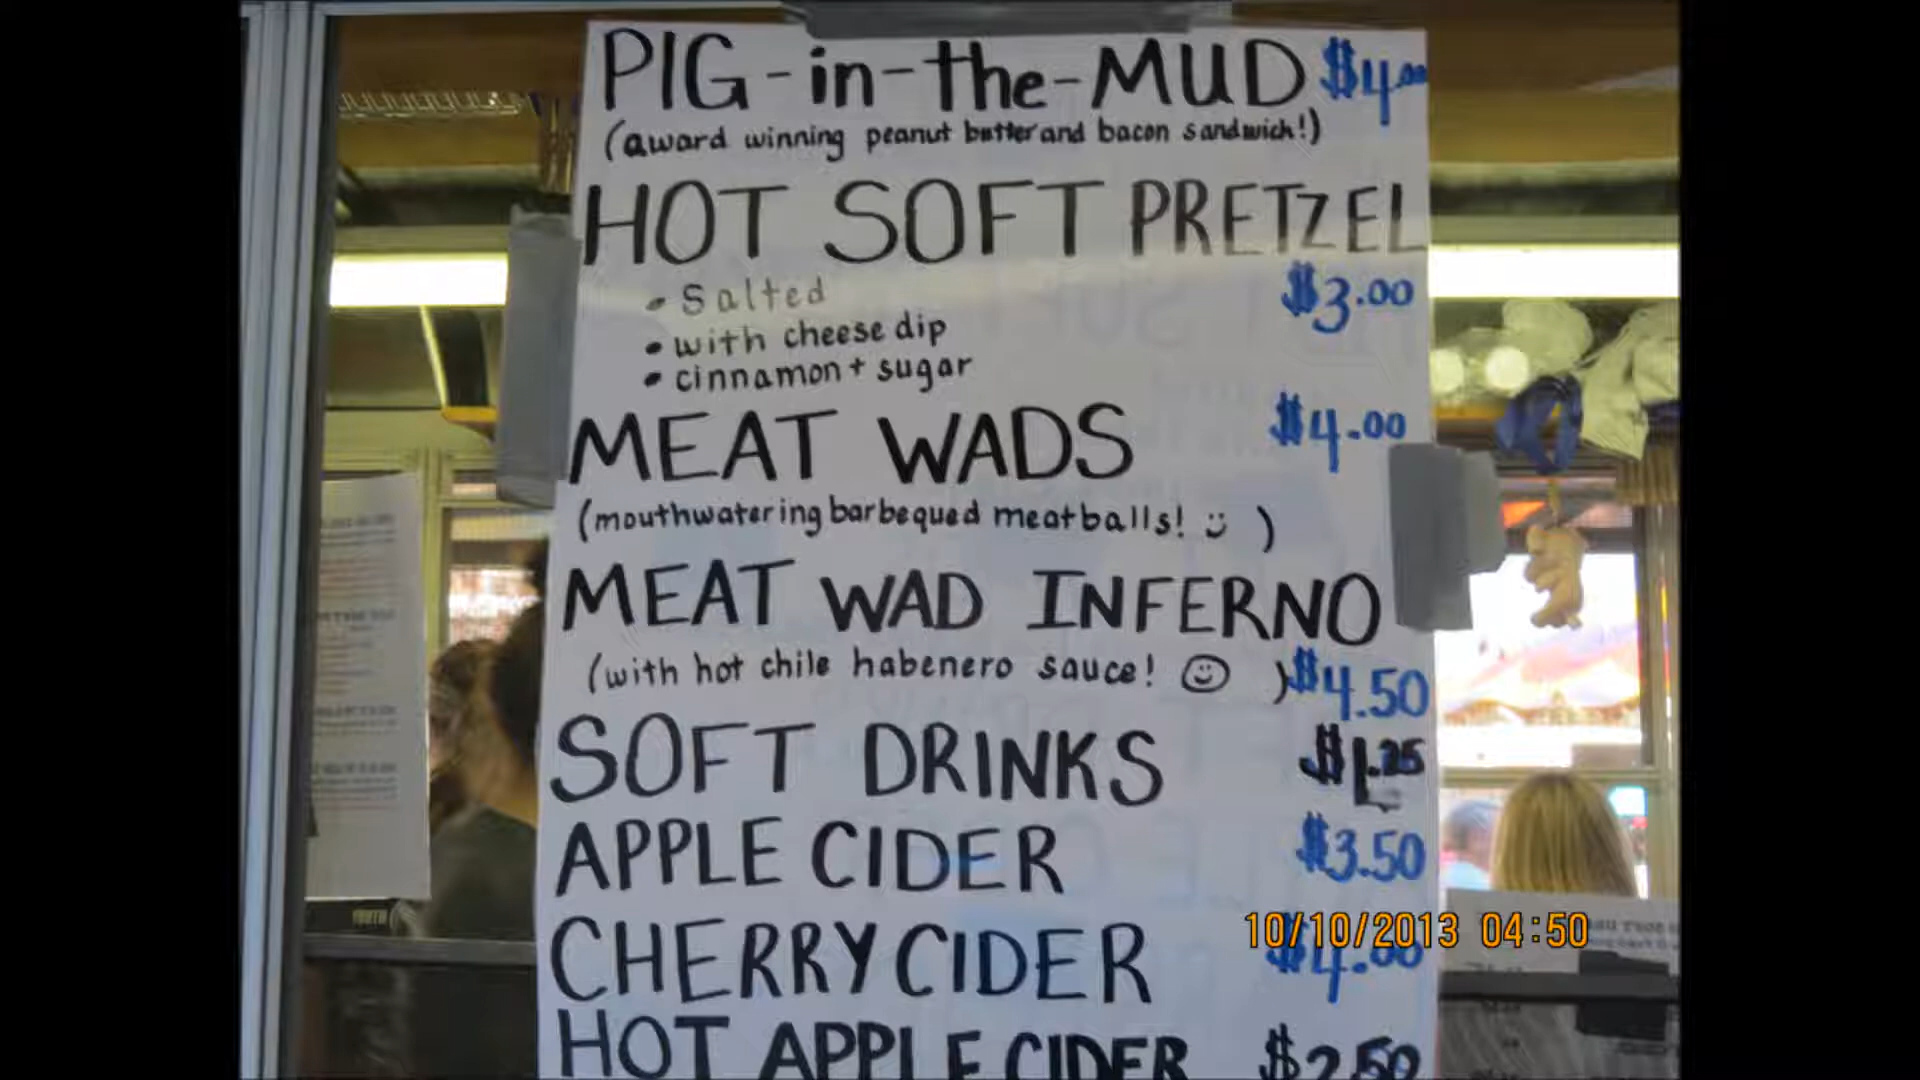 PIG-in-the-MUD $4.00
(award winning peanut butter and bacon sandwich!)
HOT SOFT PRETZEL
• Salted $3.00
• with cheese dip
• cinnamon + sugar
MEAT WADS $4.00
(mouthwatering barbequed meatballs! )
MEAT WAD INFERNO
(with hot chile habenero sauce! ) $4.50
SOFT DRINKS $1.25
APPLE CIDER $3.50
10/10/2013 04:50
CHERRY CIDER $4.00
HOT APPLE CIDER $2.50
YOUTH